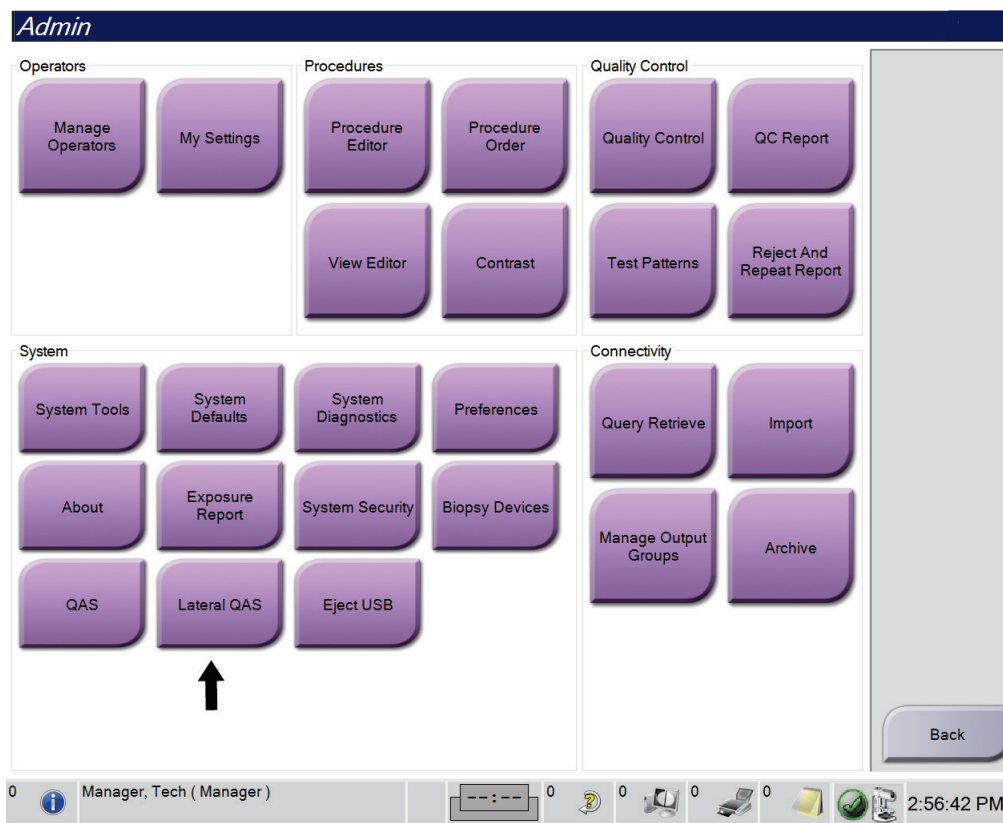 Admin
Operators
Manage
Operators
My Settings
Procedures
Procedure
Editor
Procedure
Order
View Editor
Contrast
Quality Control
Quality Control
QC Report
Test Patterns
Reject And
Repeat Report
System
System Tools
System
Defaults
System
Diagnostics
Preferences
About
Exposure
Report
System Security
Biopsy Devices
QAS
Lateral QAS
Eject USB
Connectivity
Query Retrieve
Import
Manage Output
Groups
Archive
Back
0
Manager, Tech ( Manager )
--:--
0
0
0
0
2:56:42 PM